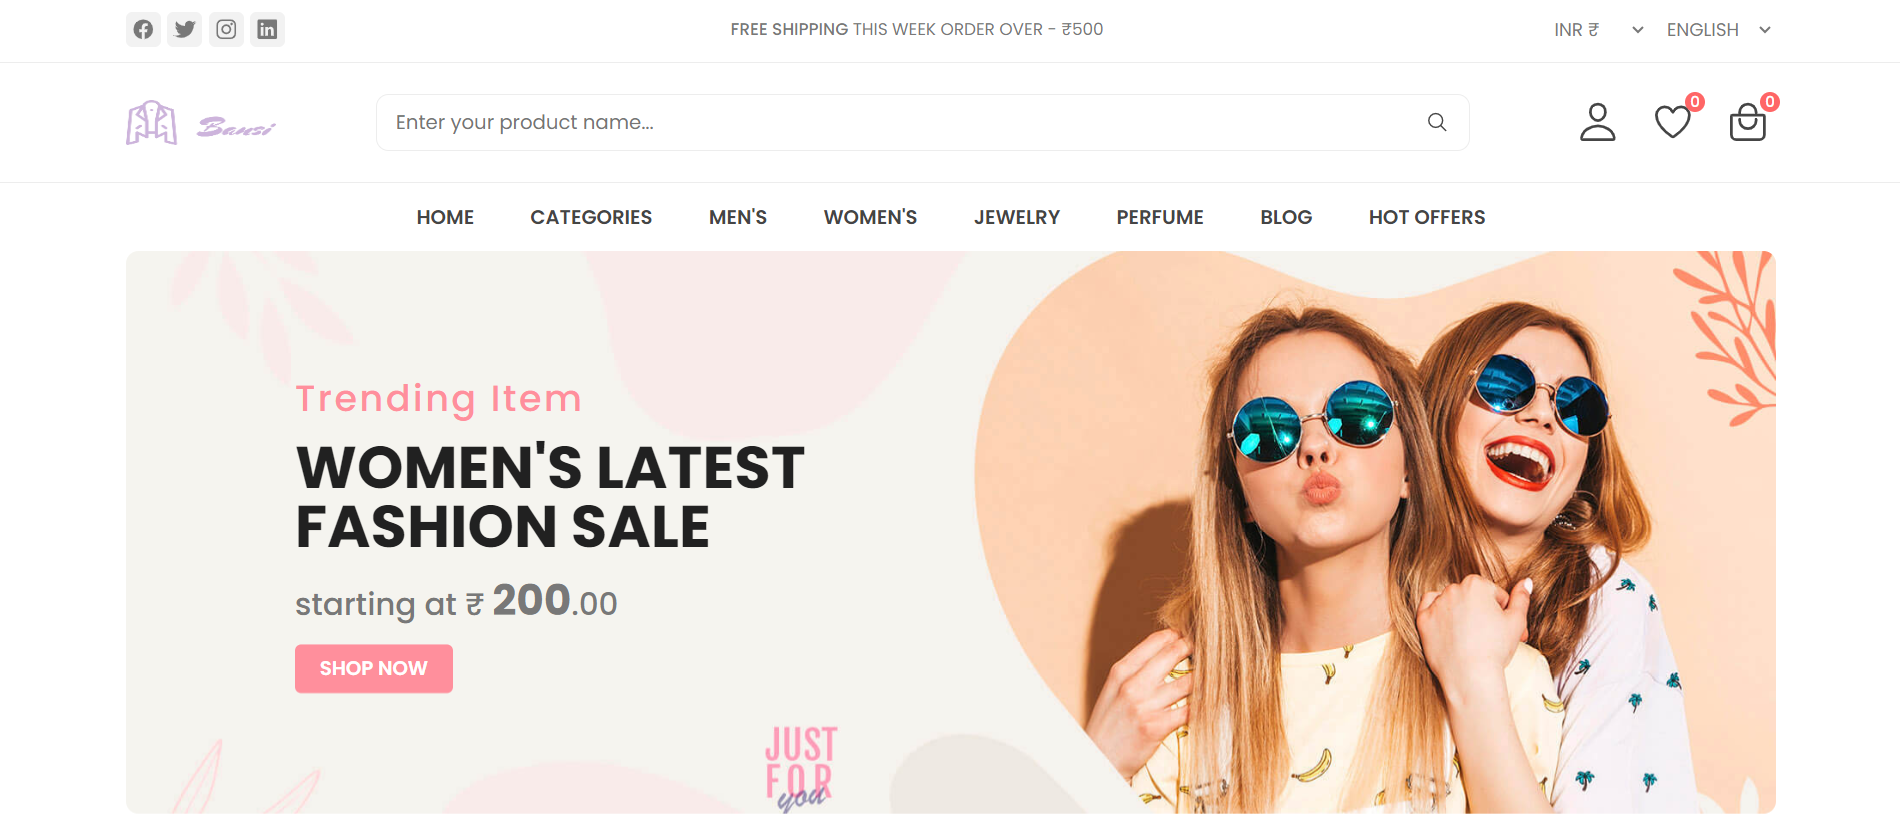 FREE SHIPPING THIS WEEK ORDER OVER - ₹500
INR ₹
ENGLISH
Bansi
Enter your product name...
0
0
HOME CATEGORIES MEN'S WOMEN'S JEWELRY PERFUME BLOG HOT OFFERS
Trending Item
WOMEN'S LATEST
FASHION SALE
starting at ₹ 200.00
SHOP NOW
JUST
FOR
you